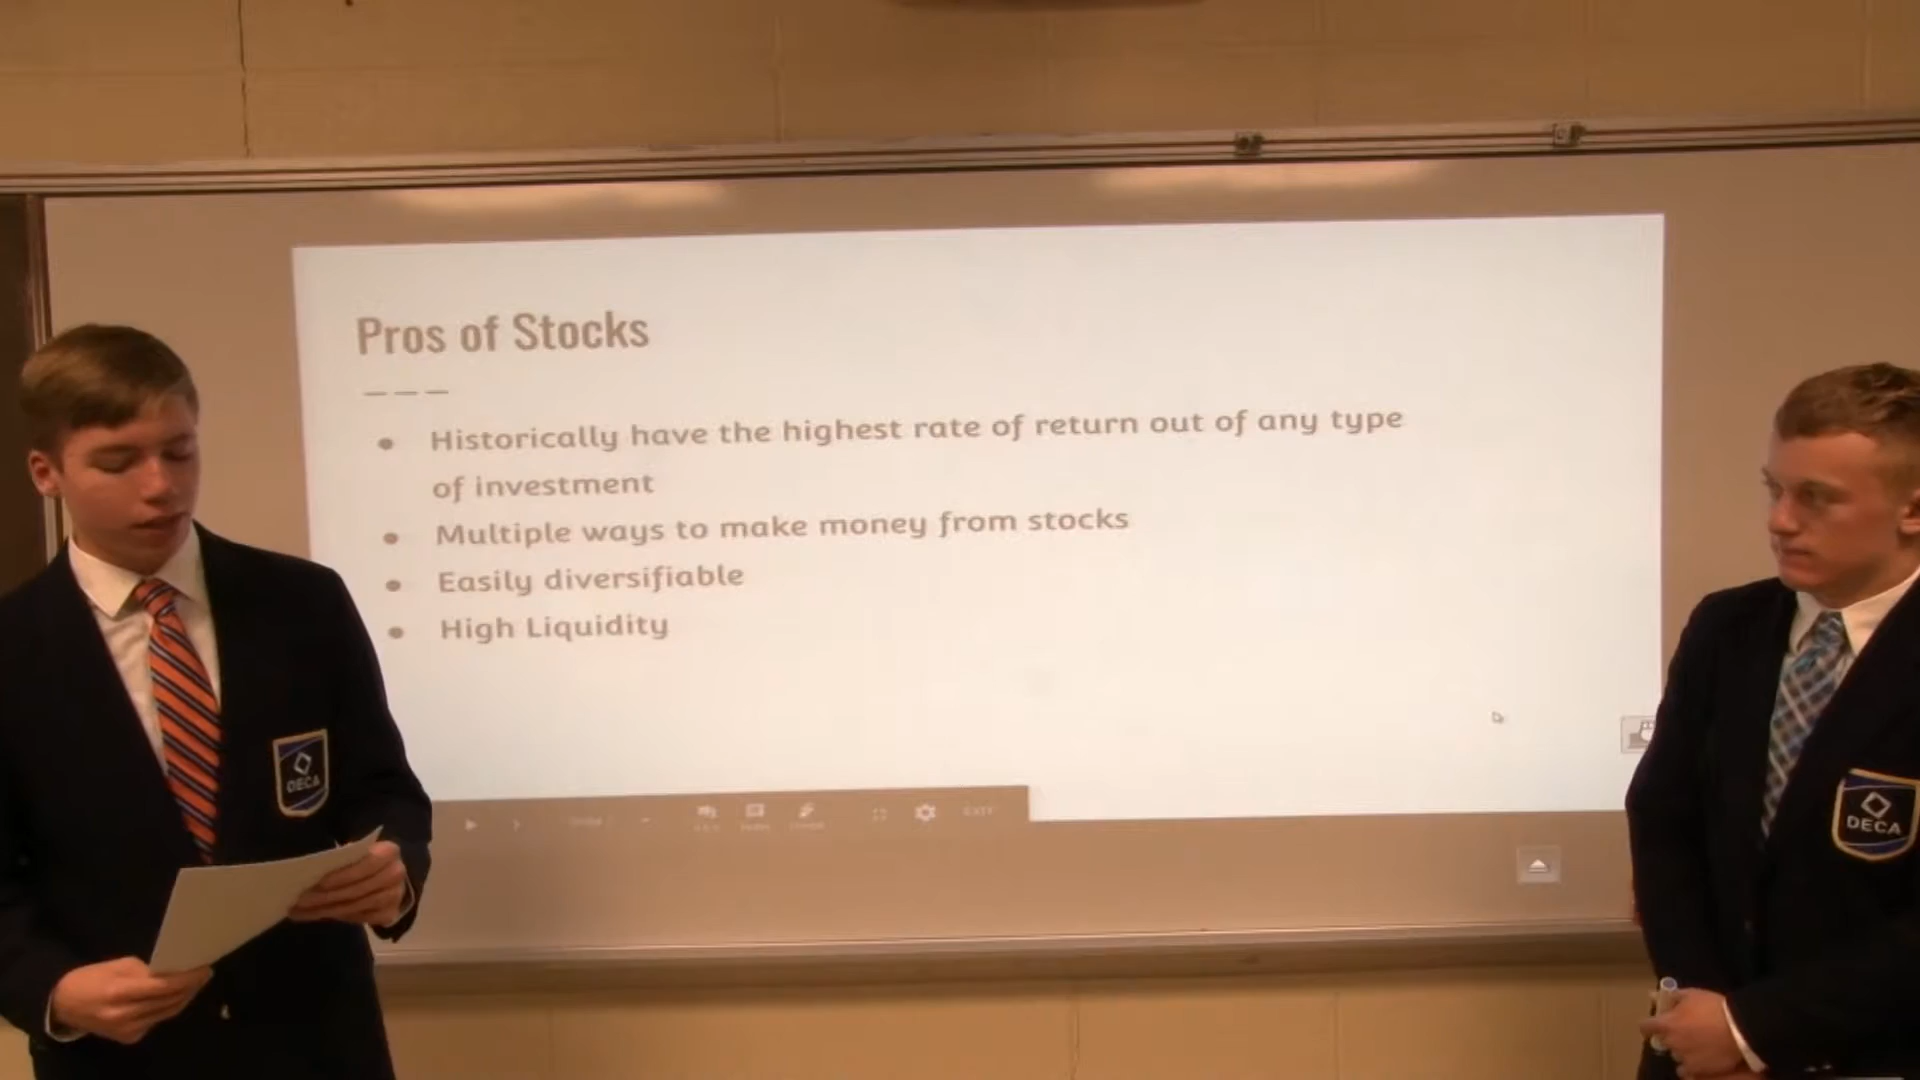 Pros of Stocks
Historically have the highest rate of return out of any type
of investment
Multiple ways to make money from stocks
Easily diversifiable
High Liquidity
DECA
DECA
EXIT